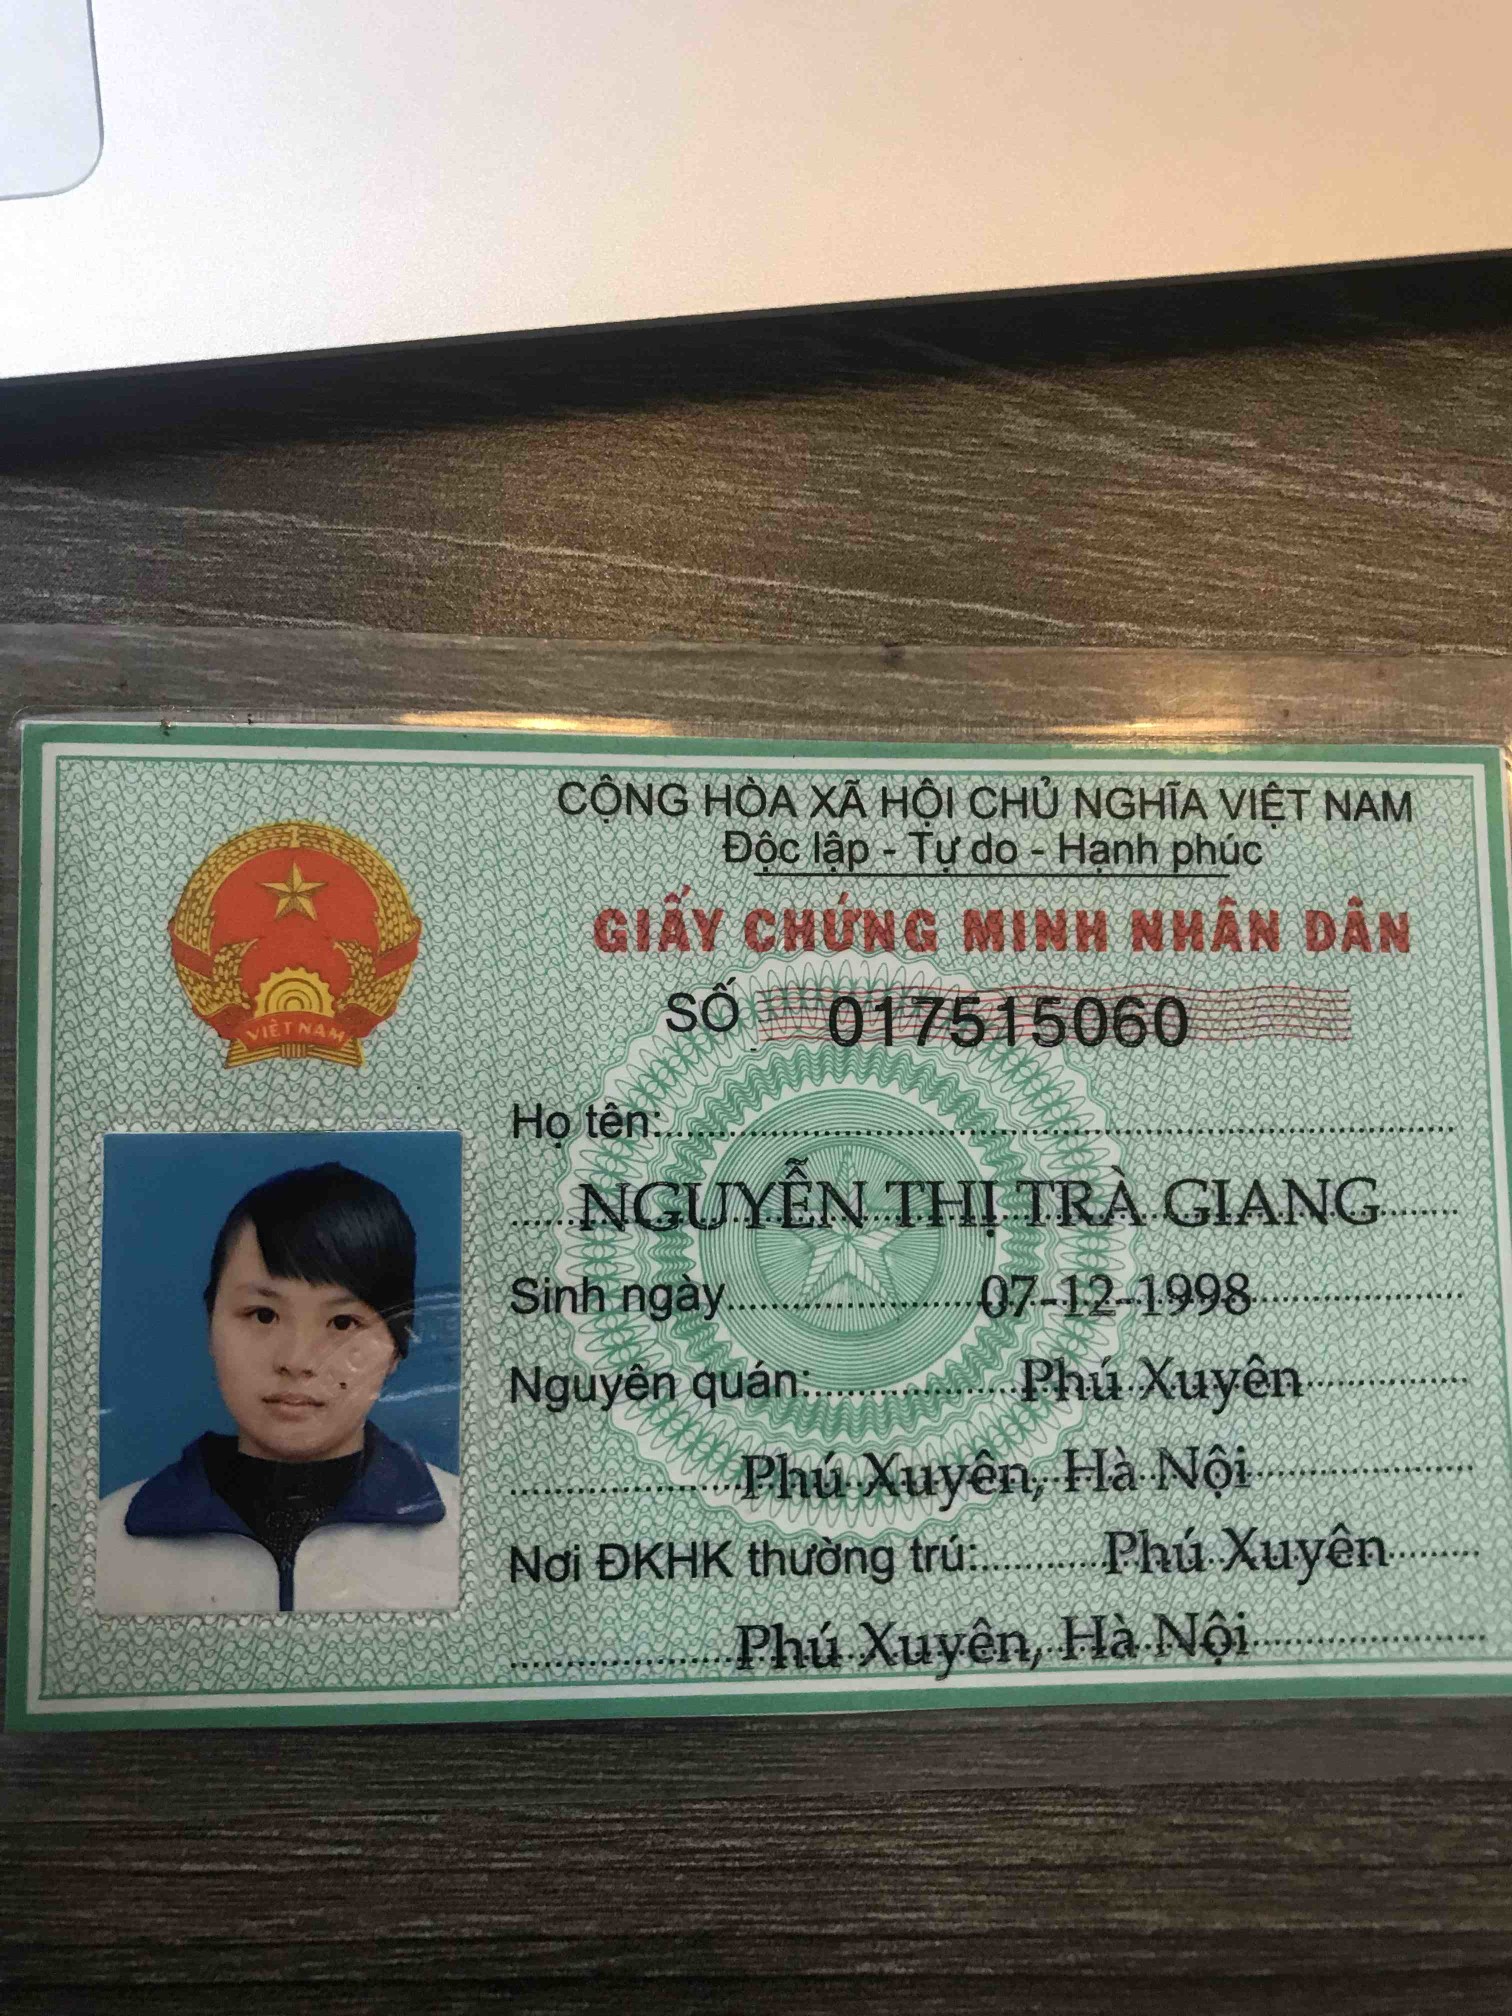 CỘNG HÒA XÃ HỘI CHỦ NGHĨA VIỆT NAM
Độc lập - Tự do - Hạnh phúc
GIẤY CHỨNG MINH NHÂN DÂN
SỐ 017515060
VIỆT NAM
Họ tên:
NGUYỄN THỊ TRÀ GIANG
Sinh ngày 07-12-1998
Nguyên quán: Phú Xuyên
Phú Xuyên, Hà Nội
Nơi ĐKHK thường trú: Phú Xuyên
Phú Xuyên, Hà Nội